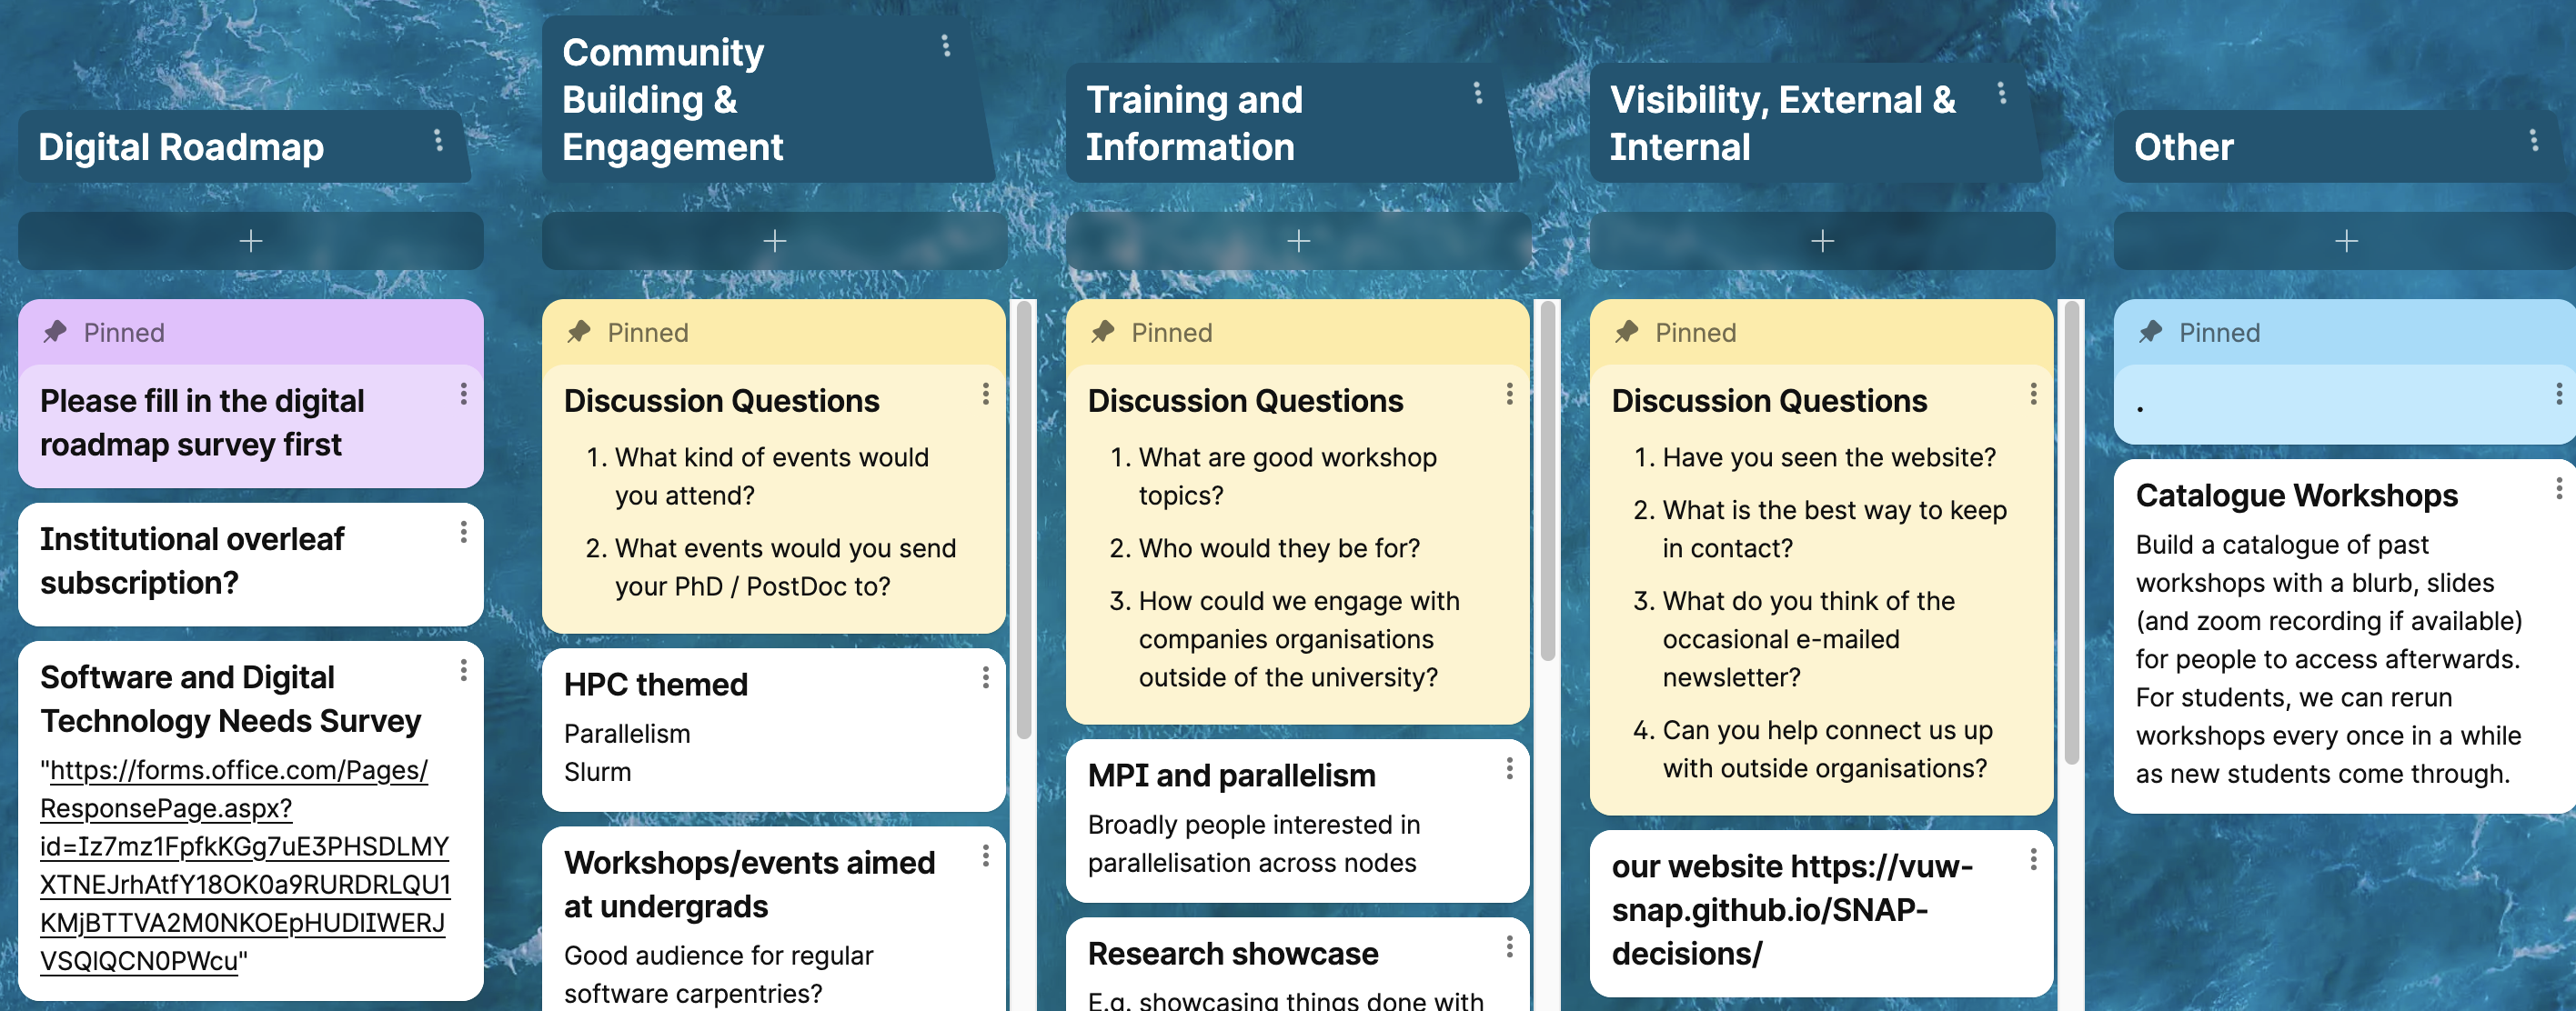 Digital Roadmap
Pinned
Please fill in the digital
roadmap survey first
Institutional overleaf
subscription?
Software and Digital
Technology Needs Survey
"https://forms.office.com/Pages/
ResponsePage.aspx?
id=Iz7mz1FpfkKGg7uE3PHSDLMY
XTNEJrhAtfY18OK0a9RURDRLQU1
KMjBTTVA2M0NKOEpHUDlIWERJ
VSQlQCN0PWcu"
Community
Building &
Engagement
Pinned
Discussion Questions
1. What kind of events would
you attend?
2. What events would you send
your PhD / PostDoc to?
HPC themed
Parallelism
Slurm
Workshops/events aimed
at undergrads
Good audience for regular
software carpentries?
Training and
Information
Pinned
Discussion Questions
1. What are good workshop
topics?
2. Who would they be for?
3. How could we engage with
companies organisations
outside of the university?
MPI and parallelism
Broadly people interested in
parallelisation across nodes
Research showcase
E.g. showcasing things done with
Visibility, External &
Internal
Pinned
Discussion Questions
1. Have you seen the website?
2. What is the best way to keep
in contact?
3. What do you think of the
occasional e-mailed
newsletter?
4. Can you help connect us up
with outside organisations?
our website https://vuw-
snap.github.io/SNAP-
decisions/
Other
Pinned
.
Catalogue Workshops
Build a catalogue of past
workshops with a blurb, slides
(and zoom recording if available)
for people to access afterwards.
For students, we can rerun
workshops every once in a while
as new students come through.